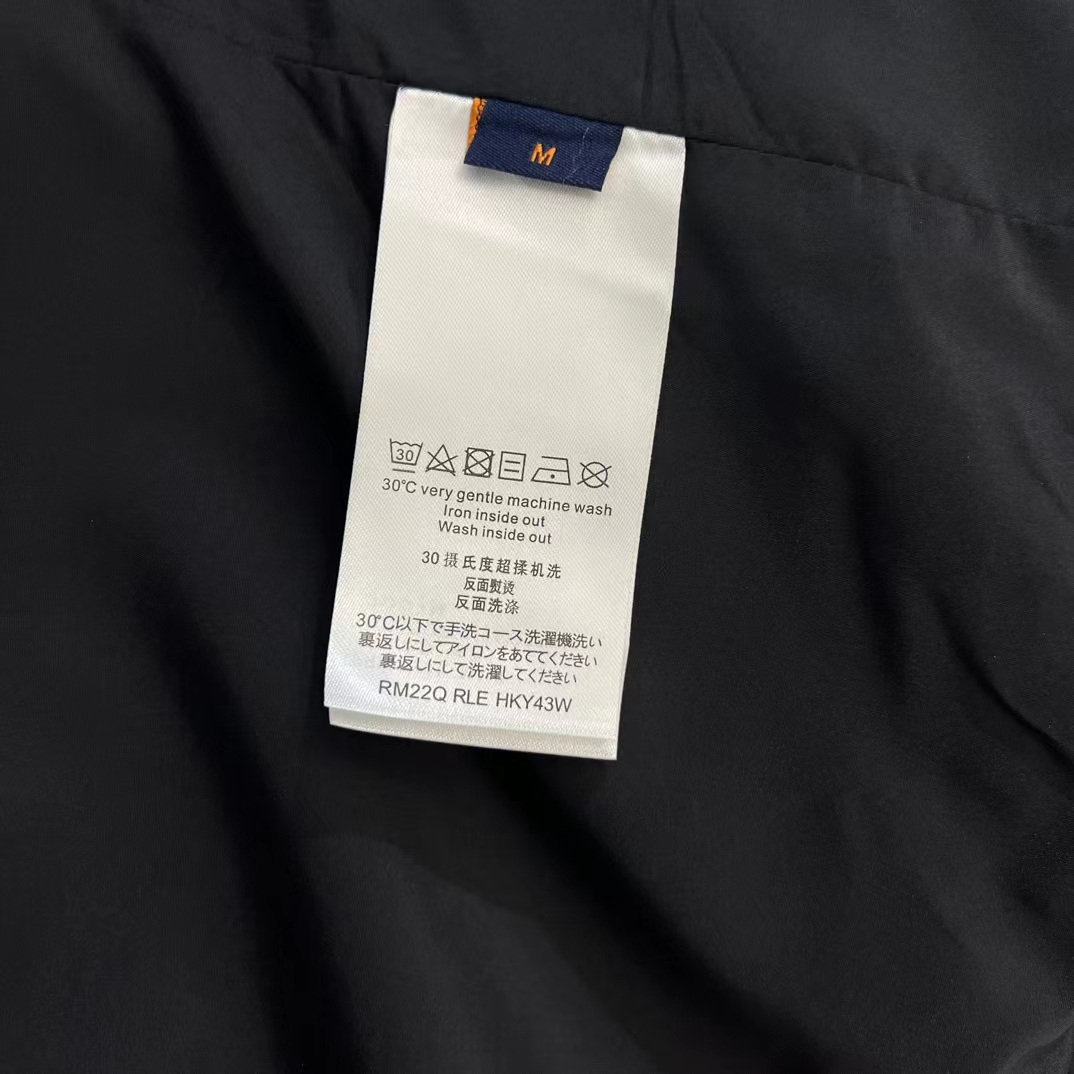 M
30
30℃ very gentle machine wash
Iron inside out
Wash inside out
30 摄氏度超揉机洗
反面熨烫
反面洗涤
30℃以下で手洗コース洗濯機洗い
裏返しにしてアイロンをあててください
裏返しにして洗濯してください
RM22Q RLE HKY43W